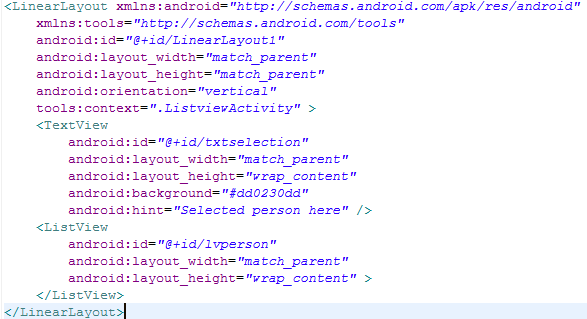 <LinearLayout xmlns:android="http://schemas.android.com/apk/res/android"
    xmlns:tools="http://schemas.android.com/tools"
    android:id="@+id/LinearLayout1"
    android:layout_width="match_parent"
    android:layout_height="match_parent"
    android:orientation="vertical"
    tools:context=".ListviewActivity" >
    <TextView
        android:id="@+id/txtselection"
        android:layout_width="match_parent"
        android:layout_height="wrap_content"
        android:background="#dd0230dd"
        android:hint="Selected person here" />
    <ListView
        android:id="@+id/lvperson"
        android:layout_width="match_parent"
        android:layout_height="wrap_content" >
    </ListView>
</LinearLayout>